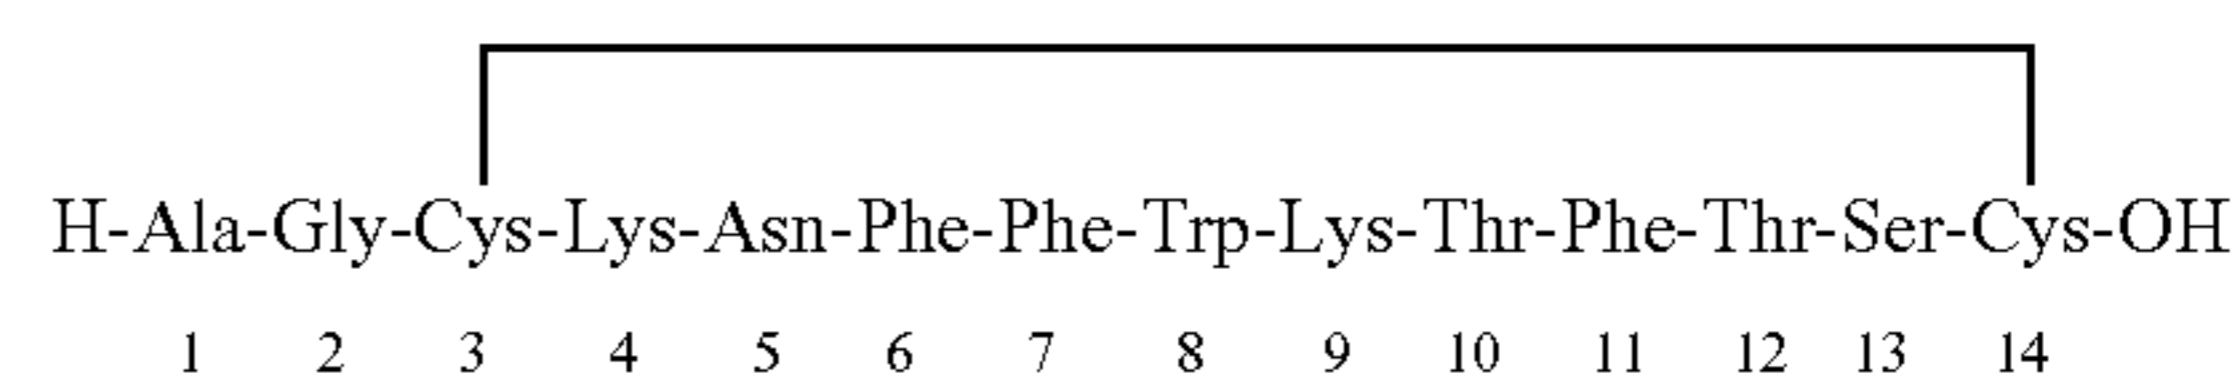 H-Ala-Gly-Cys-Lys-Asn-Phe-Phe-Trp-Lys-Thr-Phe-Thr-Ser-Cys-OH
1 2 3 4 5 6 7 8 9 10 11 12 13 14